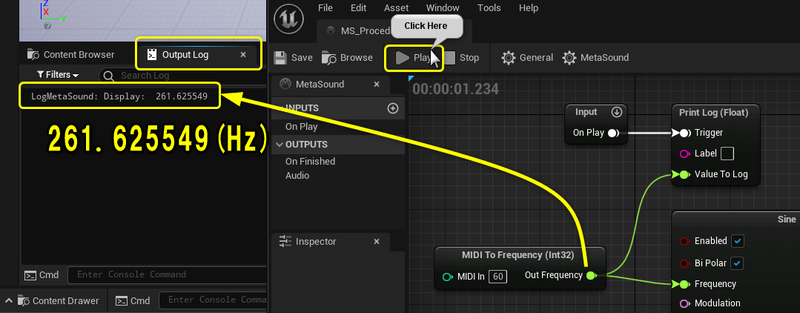 Z
X
Y
Content Browser
Output Log
Filters
Search Log
LogMetaSound: Display: 261.625549
261.625549(Hz)
Cmd
Enter Console Command
Content Drawer
Cmd
Enter Console Command
File Edit Asset Window Tools Help
Click Here
MS_Proced
Save Browse Play Stop General MetaSound
MetaSound
INPUTS
On Play
OUTPUTS
On Finished
Audio
Inspector
00:00:01.234
Input
On Play
Print Log (Float)
Trigger
Label
Value To Log
MIDI To Frequency (Int32)
MIDI In 60 Out Frequency
Sine
Enabled
Bi Polar
Frequency
Modulation